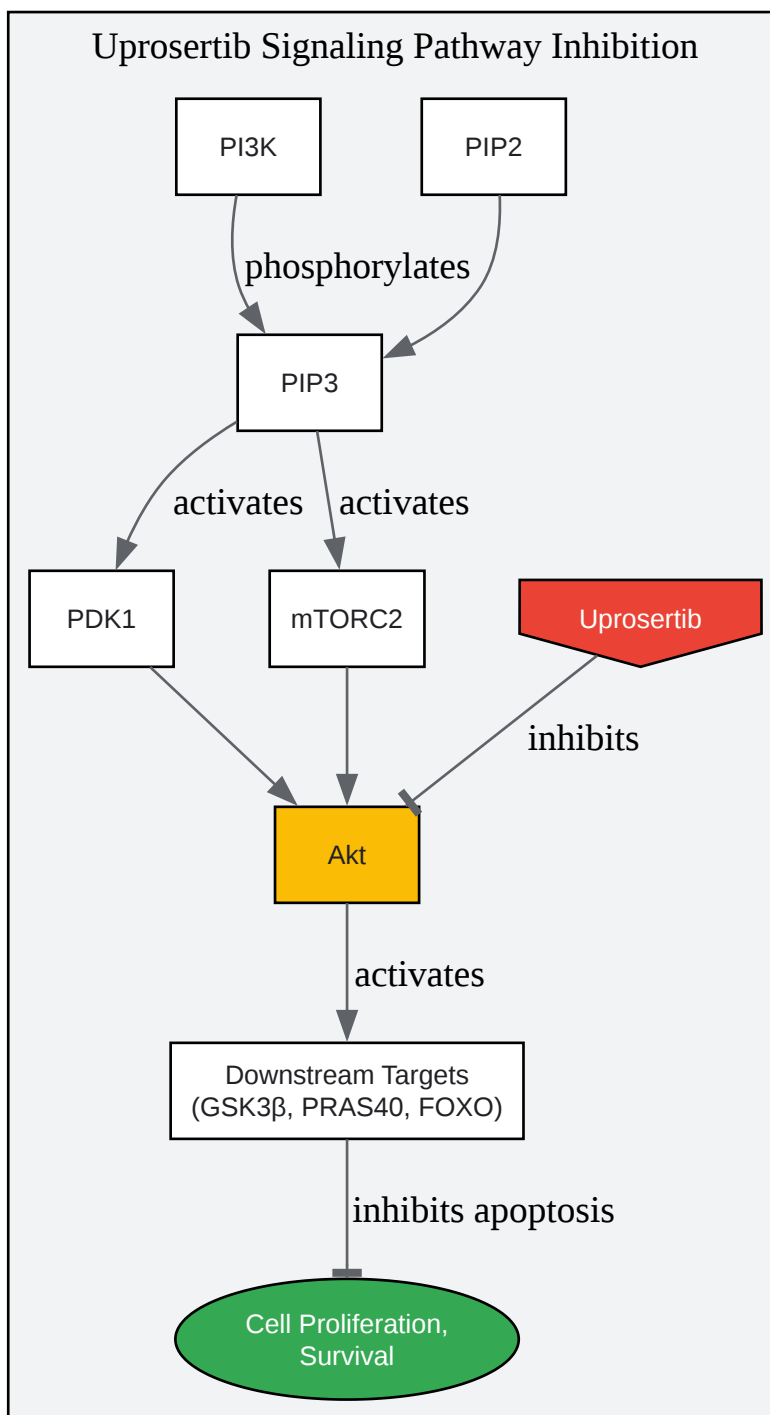 Uprosertib Signaling Pathway Inhibition
PI3K
PIP2
phosphorylates
PIP3
activates
activates
PDK1
mTORC2
Uprosertib
inhibits
Akt
activates
Downstream Targets
(GSK3β, PRAS40, FOXO)
inhibits apoptosis
Cell Proliferation,
Survival